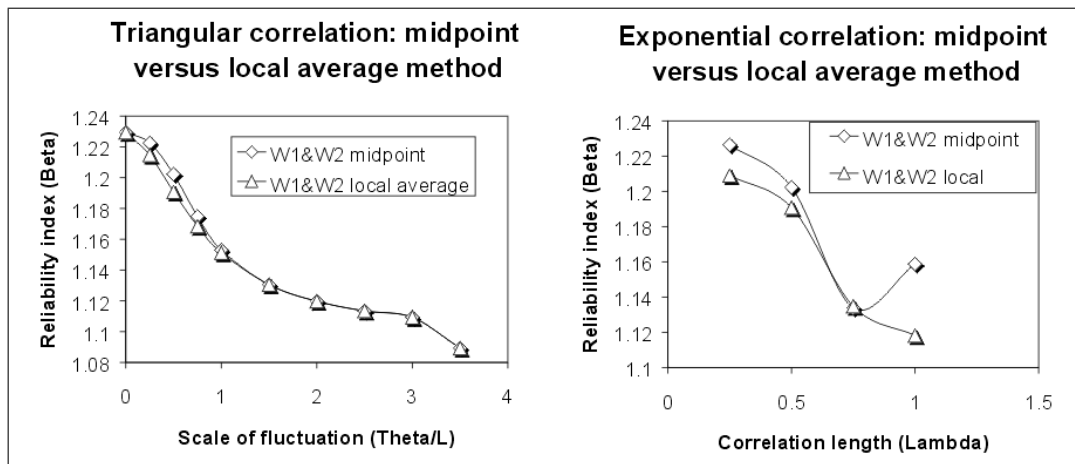 Triangular correlation: midpoint
versus local average method
1.24
1.22
1.2
1.18
1.16
1.14
1.12
1.1
1.08
Reliability index (Beta)
W1&W2 midpoint
W1&W2 local average
0
1
2
3
4
Scale of fluctuation (Theta/L)
Exponential correlation: midpoint
versus local average method
1.24
1.22
1.2
1.18
1.16
1.14
1.12
1.1
Reliability index (Beta)
W1&W2 midpoint
W1&W2 local
0
0.5
1
1.5
Correlation length (Lambda)